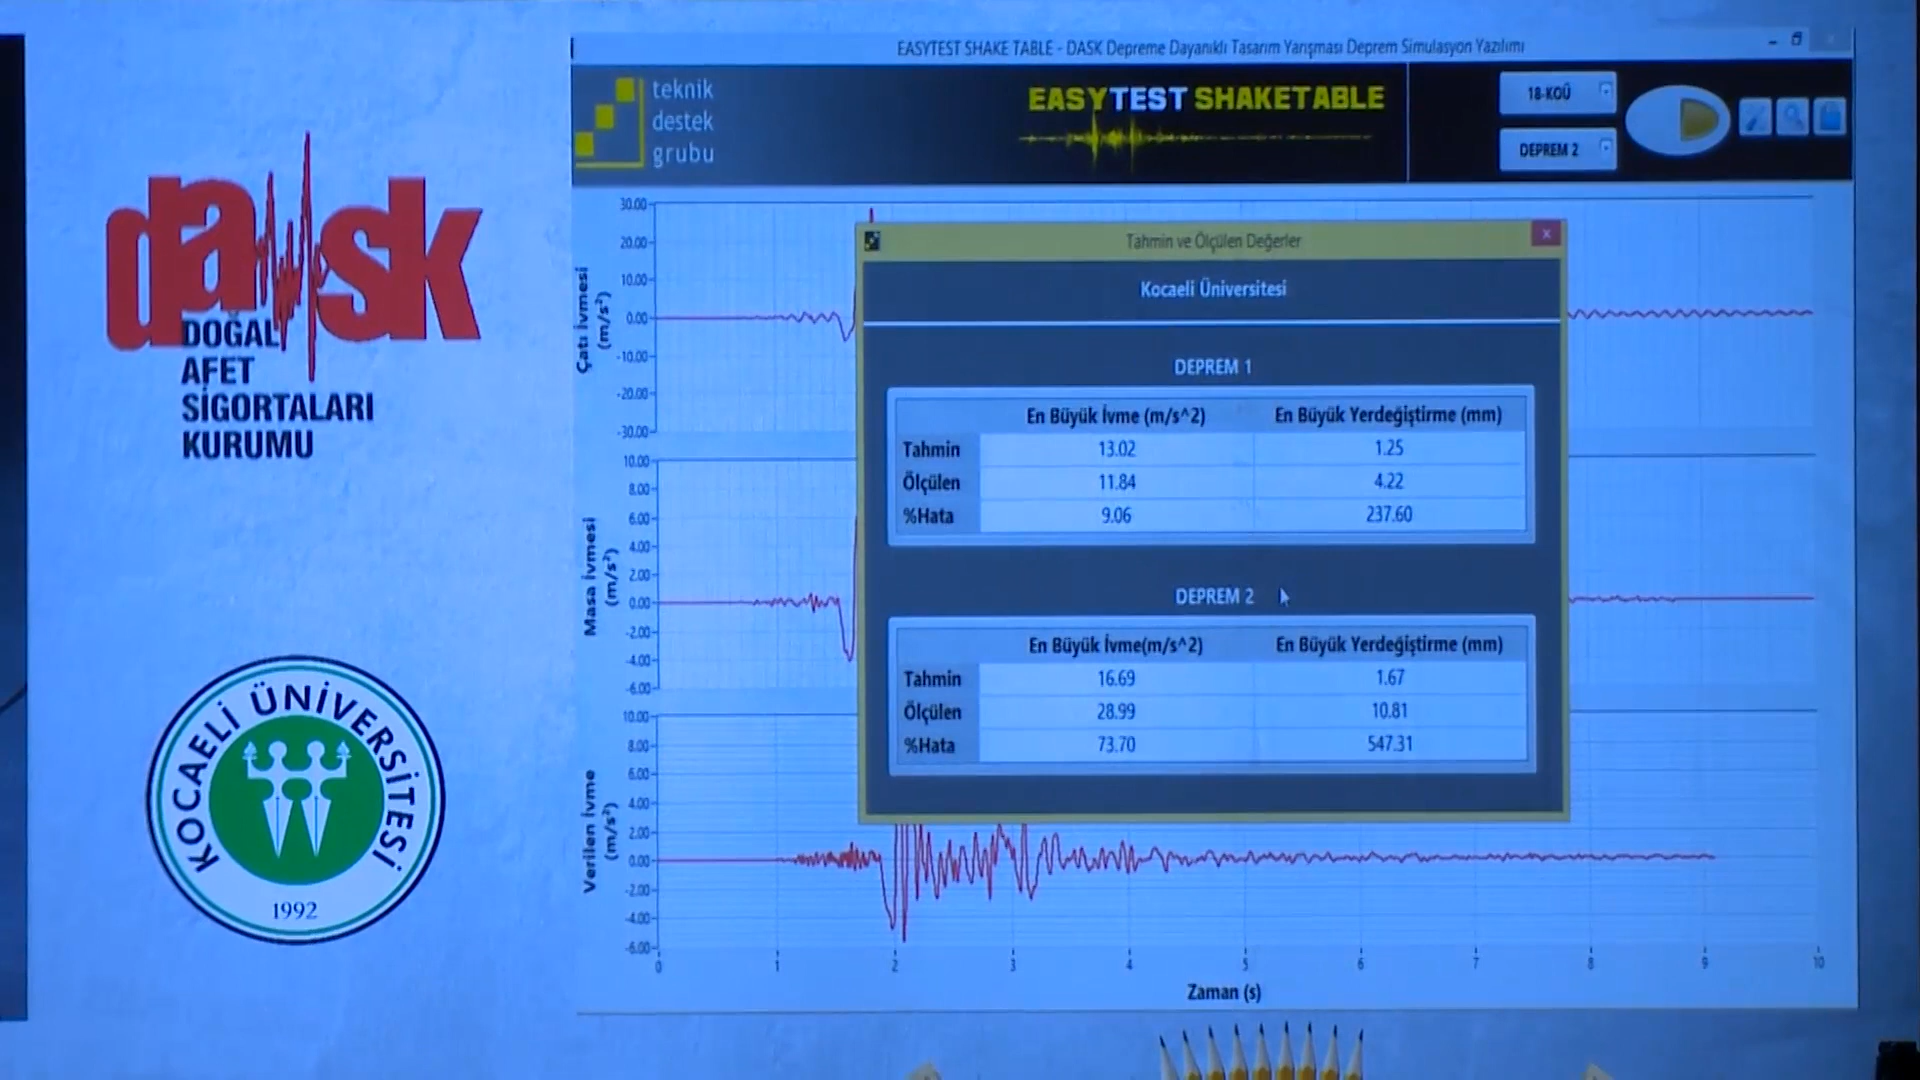 EASYTEST SHAKE TABLE - DASK Depreme Dayanıklı Tasarım Yarışması Deprem Simulasyon Yazılımı
teknik
destek
grubu
EASYTEST SHAKETABLE
18-KOÜ
DEPREM 2
dask
DOĞAL
AFET
SİGORTALARI
KURUMU
KOCAELİ ÜNİVERSİTESİ
1992
Çatı İvmesi
(m/s²)
30.00
20.00
10.00
0.00
-10.00
-20.00
-30.00
Masa İvmesi
(m/s²)
10.00
8.00
6.00
4.00
2.00
0.00
-2.00
-4.00
-6.00
Verilen İvme
(m/s²)
10.00
8.00
6.00
4.00
2.00
0.00
-2.00
-4.00
-6.00
0 1 2 3 4 5 6 7 8 9 10
Zaman (s)
Tahmin ve Ölçülen Değerler
x
Kocaeli Üniversitesi
DEPREM 1
En Büyük İvme (m/s^2) En Büyük Yerdeğiştirme (mm)
Tahmin 13.02 1.25
Ölçülen 11.84 4.22
%Hata 9.06 237.60
DEPREM 2
En Büyük İvme(m/s^2) En Büyük Yerdeğiştirme (mm)
Tahmin 16.69 1.67
Ölçülen 28.99 10.81
%Hata 73.70 547.31